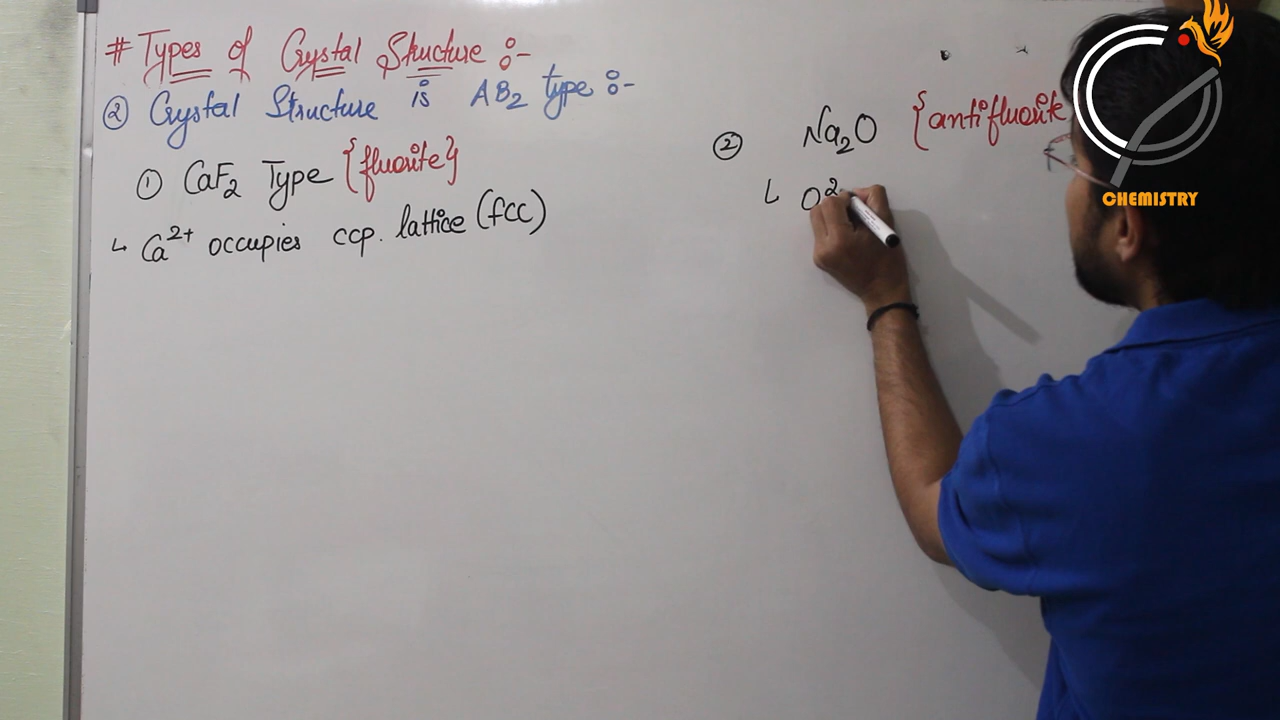 # Types of Crystal Structure :-
② Crystal Structure is AB₂ type :-
① CaF₂ Type {fluorite}
↳ Ca²⁺ occupies ccp. lattice (fcc)
② Na₂O {antifluorite
↳ O²
CHEMISTRY